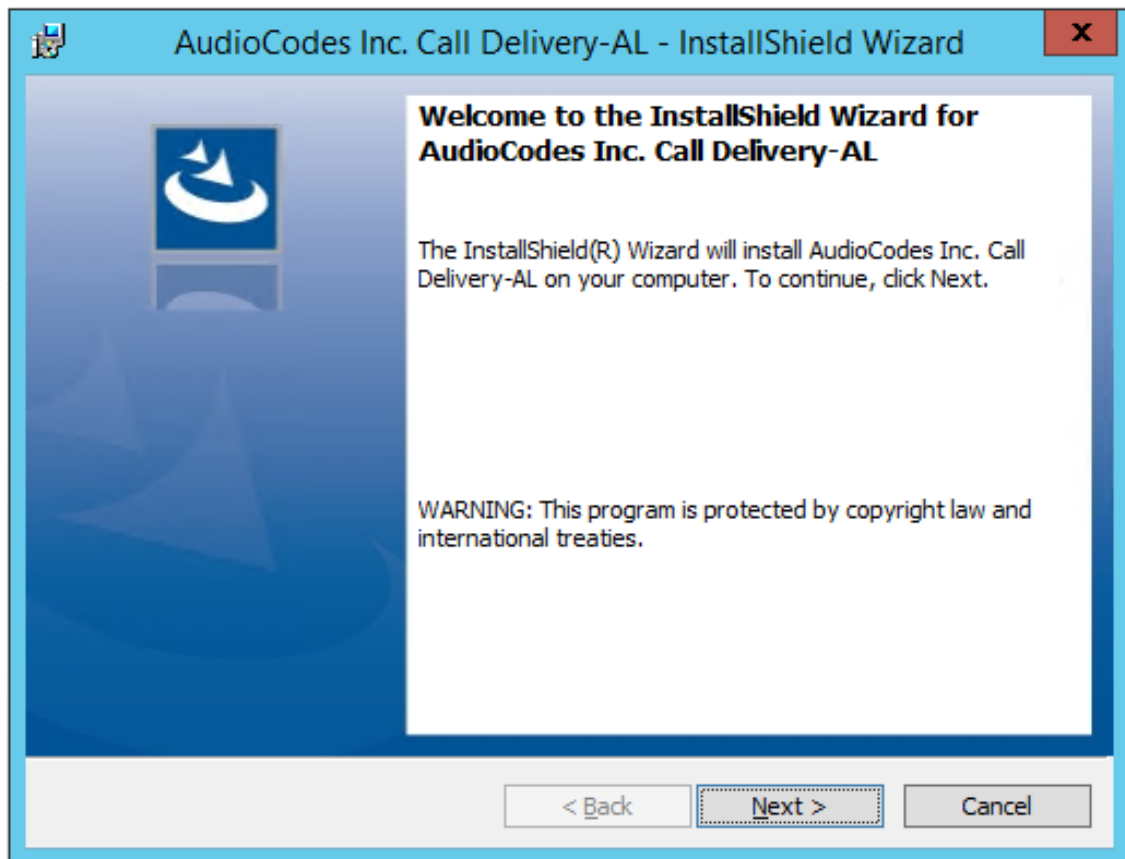 AudioCodes Inc. Call Delivery-AL - InstallShield Wizard
x
Welcome to the InstallShield Wizard for
AudioCodes Inc. Call Delivery-AL
The InstallShield(R) Wizard will install AudioCodes Inc. Call
Delivery-AL on your computer. To continue, click Next.
WARNING: This program is protected by copyright law and
international treaties.
< Back
Next >
Cancel